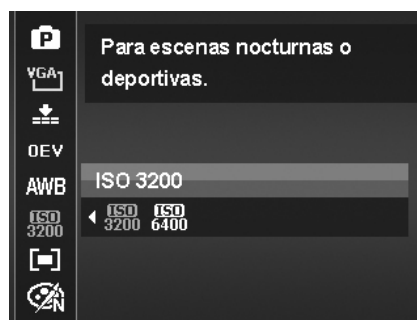 P
Para escenas nocturnas o
deportivas.
VGA
0EV
AWB
ISO 3200
ISO
3200
ISO
3200
ISO
6400
N